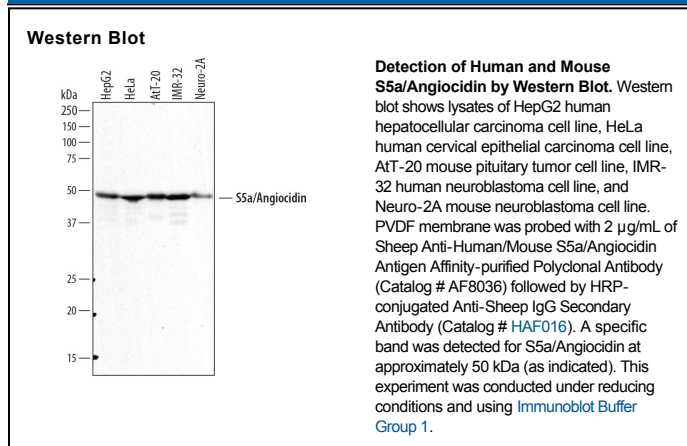 Western Blot
HepG2
HeLa
AtT-20
IMR-32
Neuro-2A
kDa
250
150
100
75
50
37
25
20
15
S5a/Angiocidin
Detection of Human and Mouse
S5a/Angiocidin by Western Blot. Western
blot shows lysates of HepG2 human
hepatocellular carcinoma cell line, HeLa
human cervical epithelial carcinoma cell line,
AtT-20 mouse pituitary tumor cell line, IMR-
32 human neuroblastoma cell line, and
Neuro-2A mouse neuroblastoma cell line.
PVDF membrane was probed with 2 µg/mL of
Sheep Anti-Human/Mouse S5a/Angiocidin
Antigen Affinity-purified Polyclonal Antibody
(Catalog # AF8036) followed by HRP-
conjugated Anti-Sheep IgG Secondary
Antibody (Catalog # HAF016). A specific
band was detected for S5a/Angiocidin at
approximately 50 kDa (as indicated). This
experiment was conducted under reducing
conditions and using Immunoblot Buffer
Group 1.